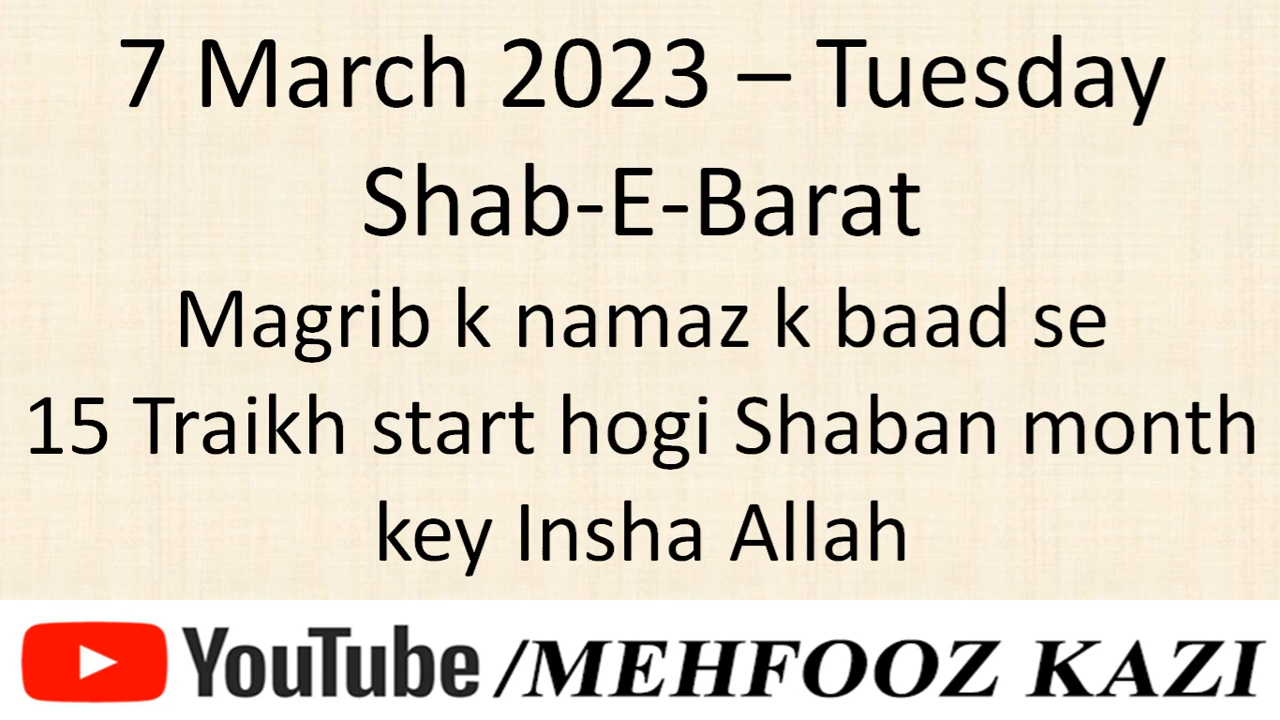 7 March 2023 – Tuesday
Shab-E-Barat
Magrib k namaz k baad se
15 Traikh start hogi Shaban month
key Insha Allah
YouTube /MEHFOOZ KAZI